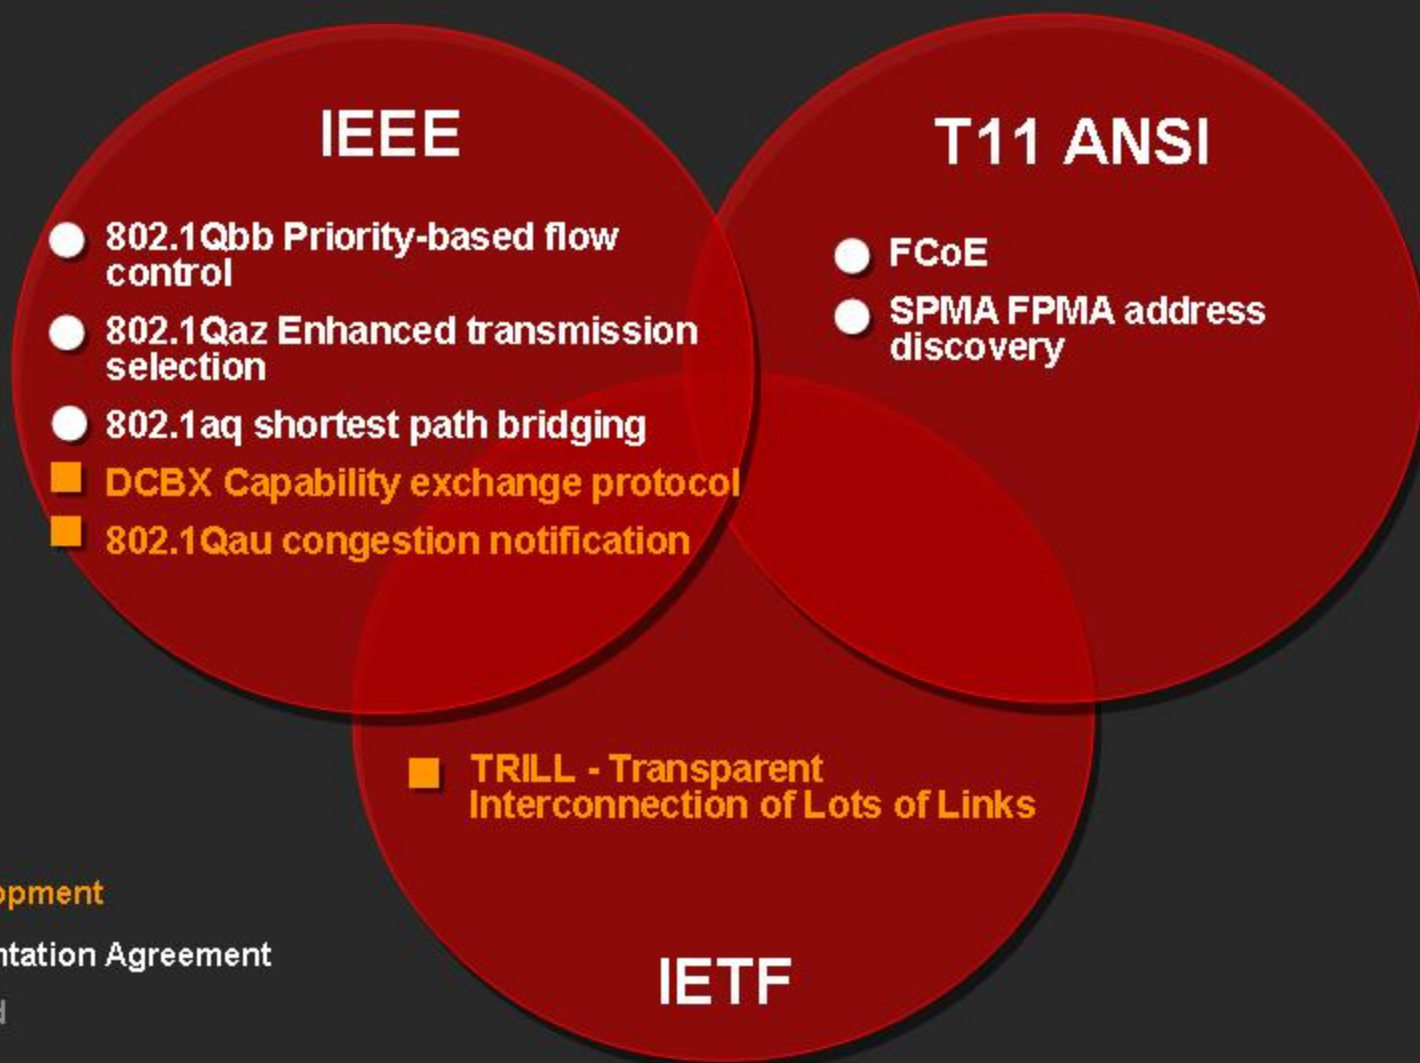 IEEE
802.1Qbb Priority-based flow
control
802.1Qaz Enhanced transmission
selection
802.1aq shortest path bridging
DCBX Capability exchange protocol
802.1Qau congestion notification
T11 ANSI
FCoE
SPMA FPMA address
discovery
TRILL - Transparent
Interconnection of Lots of Links
IETF
opment
ntation Agreement
d